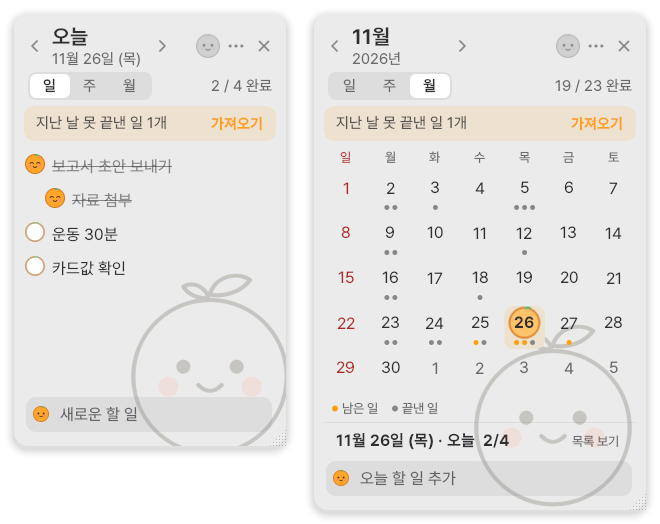 오늘
11월 26일 (목)
일 주 월
2 / 4 완료
지난 날 못 끝낸 일 1개 가져오기
보고서 초안 보내기
자료 첨부
운동 30분
카드값 확인
새로운 할 일
11월
2026년
일 주 월
19 / 23 완료
지난 날 못 끝낸 일 1개 가져오기
일 월 화 수 목 금 토
1 2 3 4 5 6 7
8 9 10 11 12 13 14
15 16 17 18 19 20 21
22 23 24 25 26 27 28
29 30 1 2 3 4 5
남은 일 끝낸 일
11월 26일 (목) · 오늘 2/4 목록 보기
오늘 할 일 추가